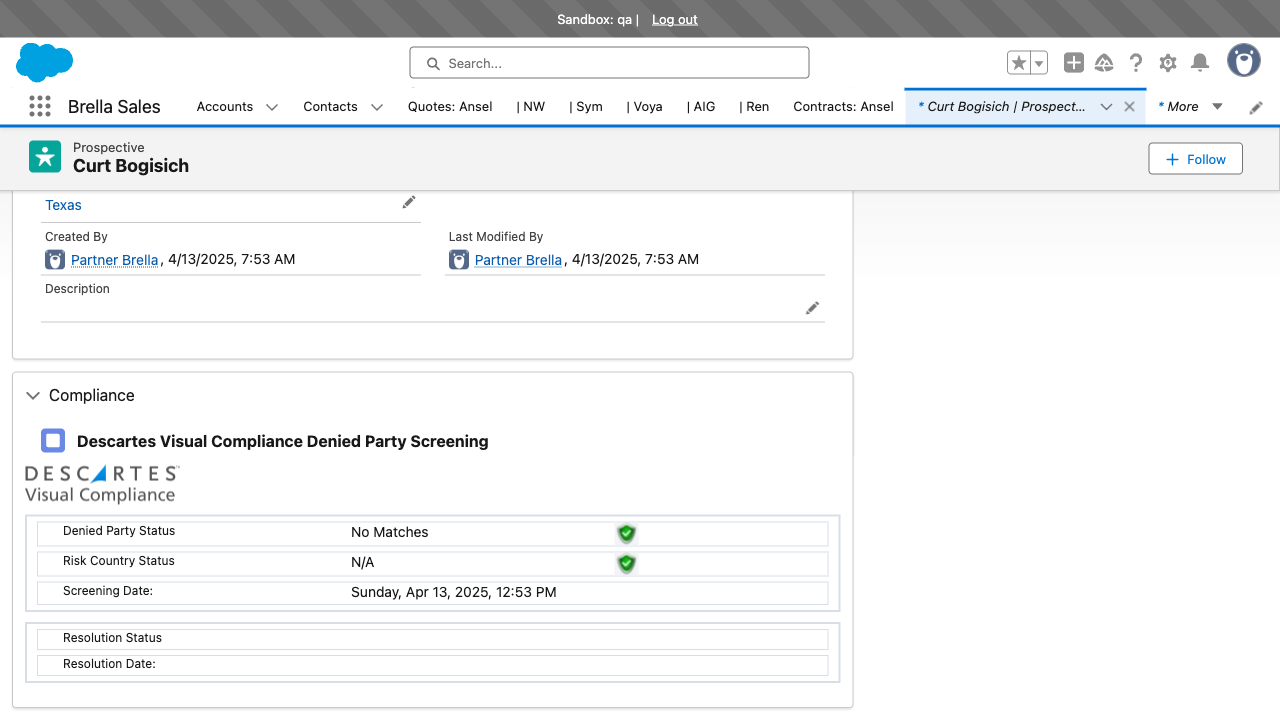 Sandbox: qa | Log out
Search...
Brella Sales Accounts Contacts Quotes: Ansel | NW | Sym | Voya | AIG | Ren Contracts: Ansel * Curt Bogisich | Prospect... * More
Prospective
Curt Bogisich
Follow
Texas
Created By Last Modified By
Partner Brella, 4/13/2025, 7:53 AM Partner Brella, 4/13/2025, 7:53 AM
Description
Compliance
Descartes Visual Compliance Denied Party Screening
DESCARTES™
Visual Compliance
Denied Party Status No Matches
Risk Country Status N/A
Screening Date: Sunday, Apr 13, 2025, 12:53 PM
Resolution Status
Resolution Date: